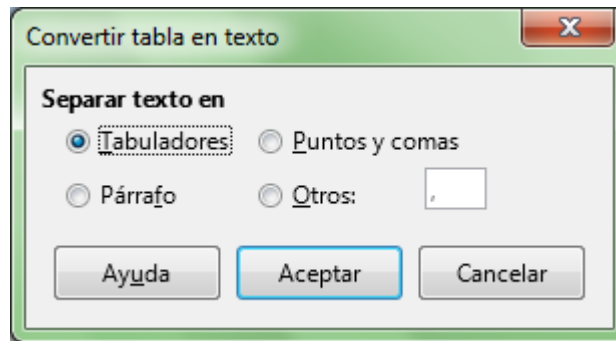 Convertir tabla en texto
Separar texto en
Tabuladores Puntos y comas
Párrafo Otros: ,
Ayuda Aceptar Cancelar